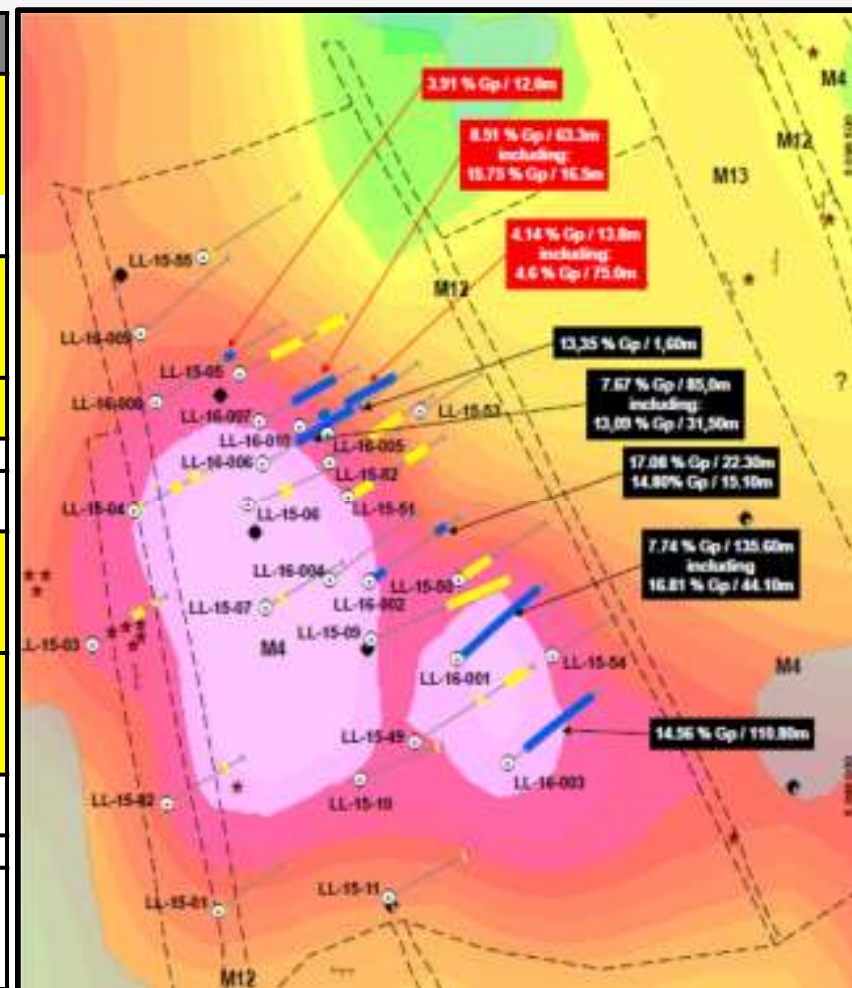 3.91 % Gp / 12.0m
8.51 % Gp / 63.3m
including:
15.75 % Gp / 16.5m
4.14 % Gp / 13.8m
including:
4.6 % Gp / 75.0m
13,35 % Gp / 1,60m
7.67 % Gp / 85,0m
including:
13,09 % Gp / 31,50m
17.08 % Gp / 22.30m
14.80% Gp / 15,10m
7.74 % Gp / 135.60m
including
16.81 % Gp / 44.10m
14.56 % Gp / 110.80m
M4
M12
M13
M12
?
LL-15-55
LL-16-009
LL-15-05
LL-16-008
LL-16-007
LL-16-010
LL-15-53
LL-16-005
LL-16-006
LL-15-52
LL-15-04
LL-15-06
LL-15-51
LL-16-004
LL-16-002
LL-15-50
LL-15-07
LL-15-09
LL-15-03
M4
LL-16-001
LL-15-54
M4
LL-15-49
LL-16-003
LL-15-10
LL-15-02
LL-15-01
LL-15-11
M12